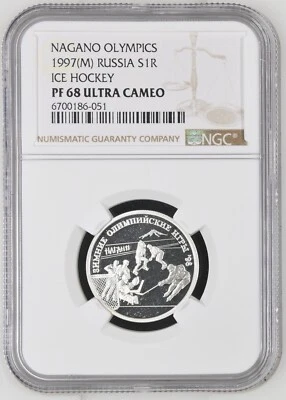 NAGANO OLYMPICS
1997(M) RUSSIA S1R
ICE HOCKEY
PF 68 ULTRA CAMEO
6700186-051
NUMISMATIC GUARANTY COMPANY
NGC
ЗИМНИЕ ОЛИМПИЙСКИЕ ИГРЫ '98
НАГАНО